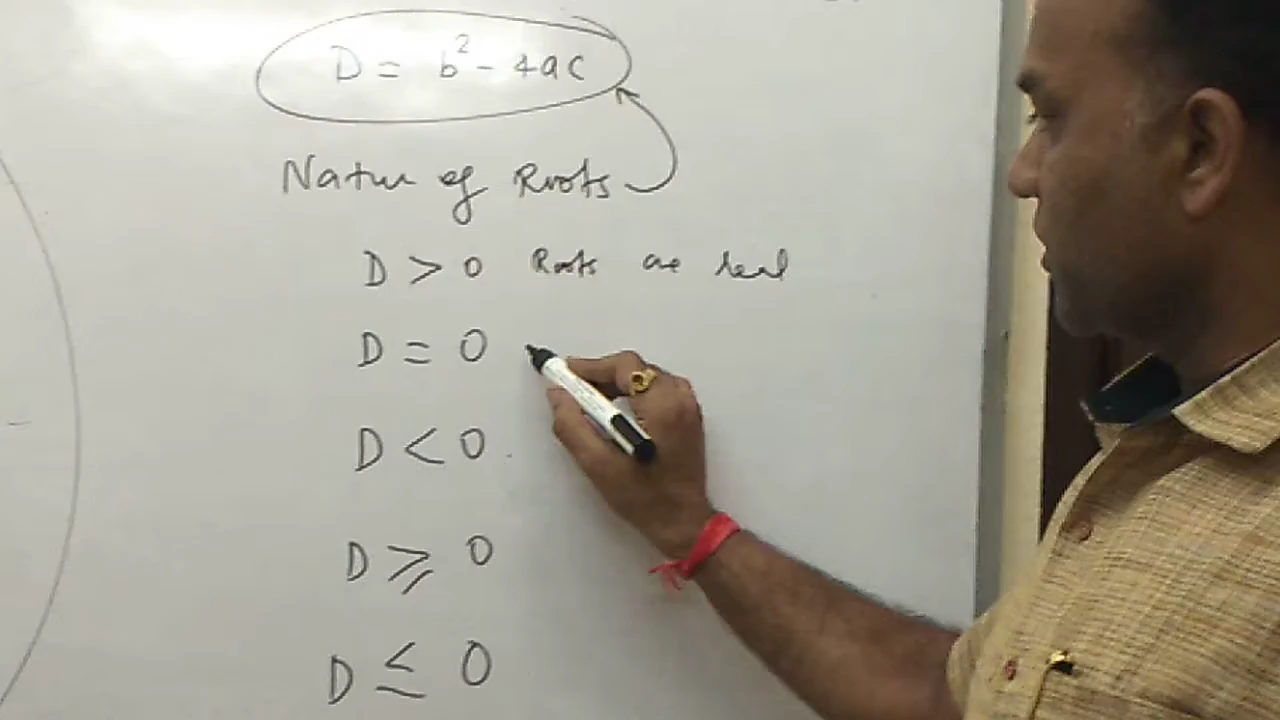 D = b² - 4ac
Natur of Roots
D > 0 Roots are real
D = 0
D < 0
D ≥ 0
D ≤ 0